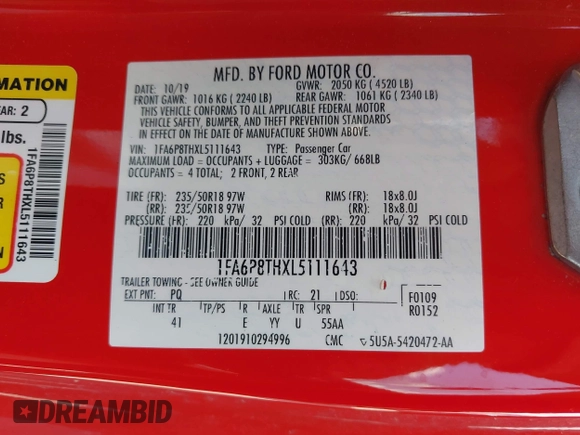 MFD. BY FORD MOTOR CO.
DATE: 10/19 GVWR: 2050 KG (4520 LB)
FRONT GAWR: 1016 KG (2240 LB) REAR GAWR: 1061 KG (2340 LB)
THIS VEHICLE CONFORMS TO ALL APPLICABLE FEDERAL MOTOR
VEHICLE SAFETY, BUMPER, AND THEFT PREVENTION STANDARDS
IN EFFECT ON THE DATE OF MANUFACTURE SHOWN ABOVE.
VIN: 1FA6P8THXL5111643 TYPE: Passenger Car
MAXIMUM LOAD = OCCUPANTS + LUGGAGE = 303KG/ 668LB
OCCUPANTS = 4 TOTAL; 2 FRONT, 2 REAR
TIRE (FR): 235/50R18 97W RIMS (FR): 18x8.0J
(RR): 235/50R18 97W (RR): 18x8.0J
PRESSURE (FR): 220 kPa/ 32 PSI COLD (RR): 220 kPa/ 32 PSI COLD
1FA6P8THXL5111643
TRAILER TOWING - SEE OWNER GUIDE
EXT PNT: PQ RC: 21 DSO:
F0109
R0152
INT TR TP/PS R AXLE TR SPR
41 E YY U 55AA
1201910294996 CMC 5U5A-5420472-AA
MATION
EAR: 2
lbs.
1FA6P8THXL5111643
DREAMBID